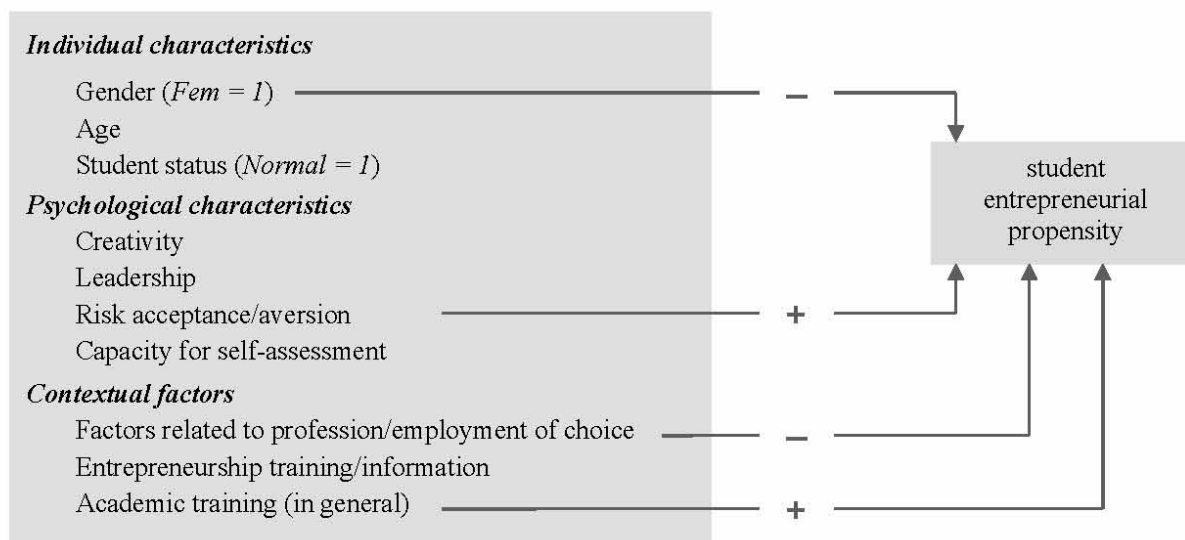 Individual characteristics
Gender (Fem = 1)
–
Age
Student status (Normal = 1)
student
entrepreneurial
propensity
Psychological characteristics
Creativity
Leadership
Risk acceptance/aversion
+
Capacity for self-assessment
Contextual factors
Factors related to profession/employment of choice
–
Entrepreneurship training/information
Academic training (in general)
+